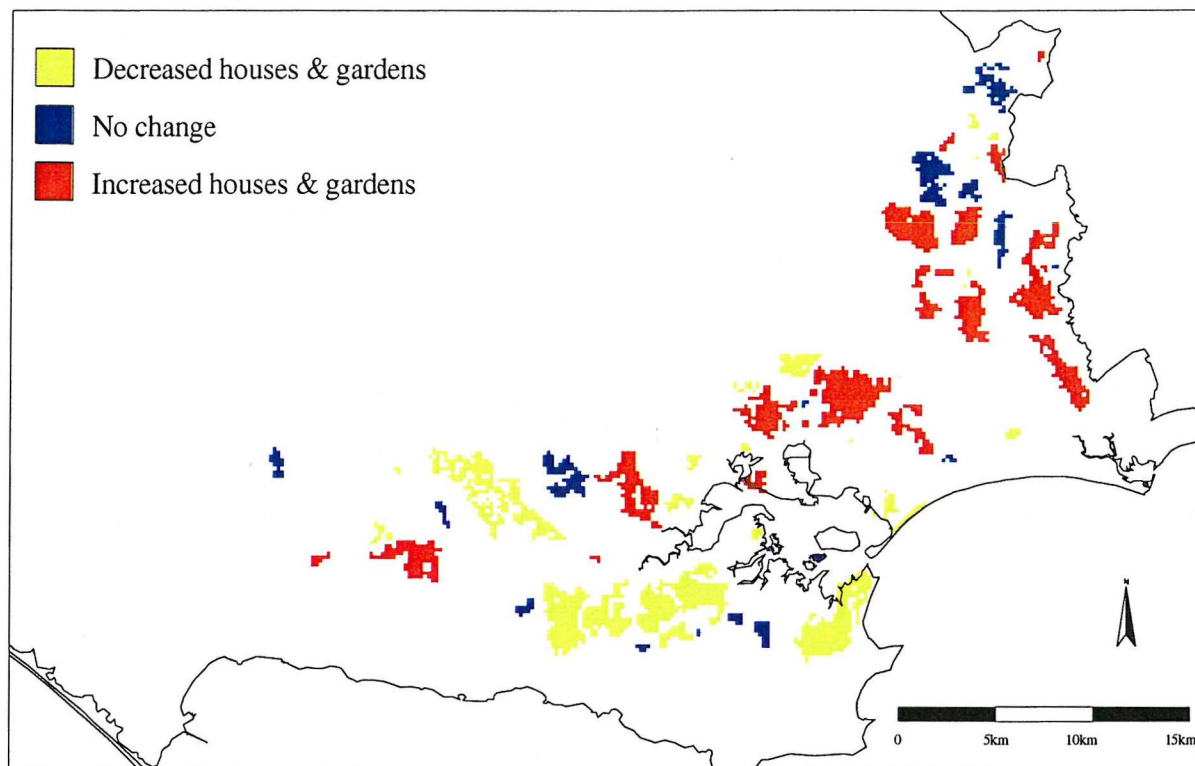 Decreased houses & gardens
No change
Increased houses & gardens
N
0 5km 10km 15km